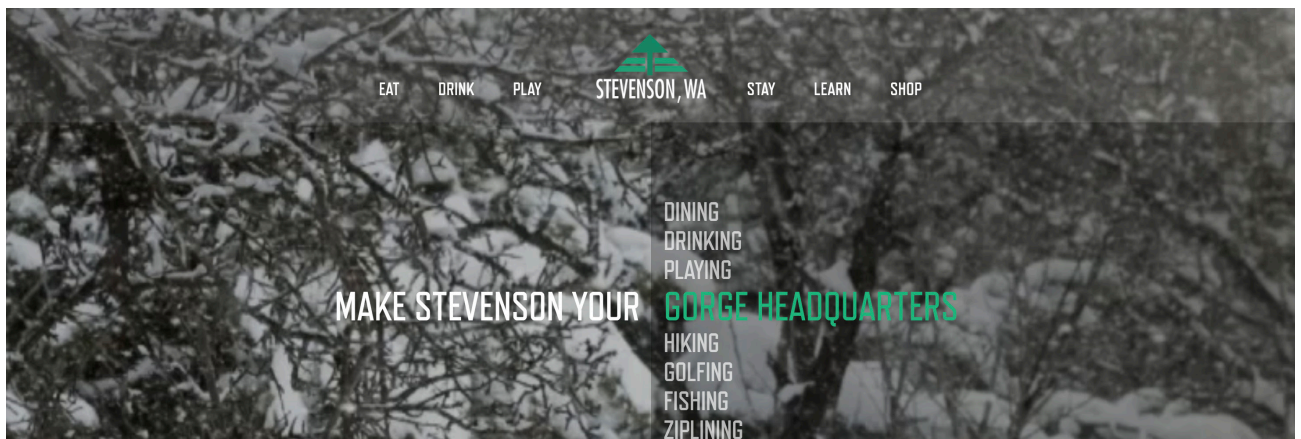 EAT DRINK PLAY STEVENSON, WA STAY LEARN SHOP
DINING
DRINKING
PLAYING
MAKE STEVENSON YOUR GORGE HEADQUARTERS
HIKING
GOLFING
FISHING
ZIPLINING